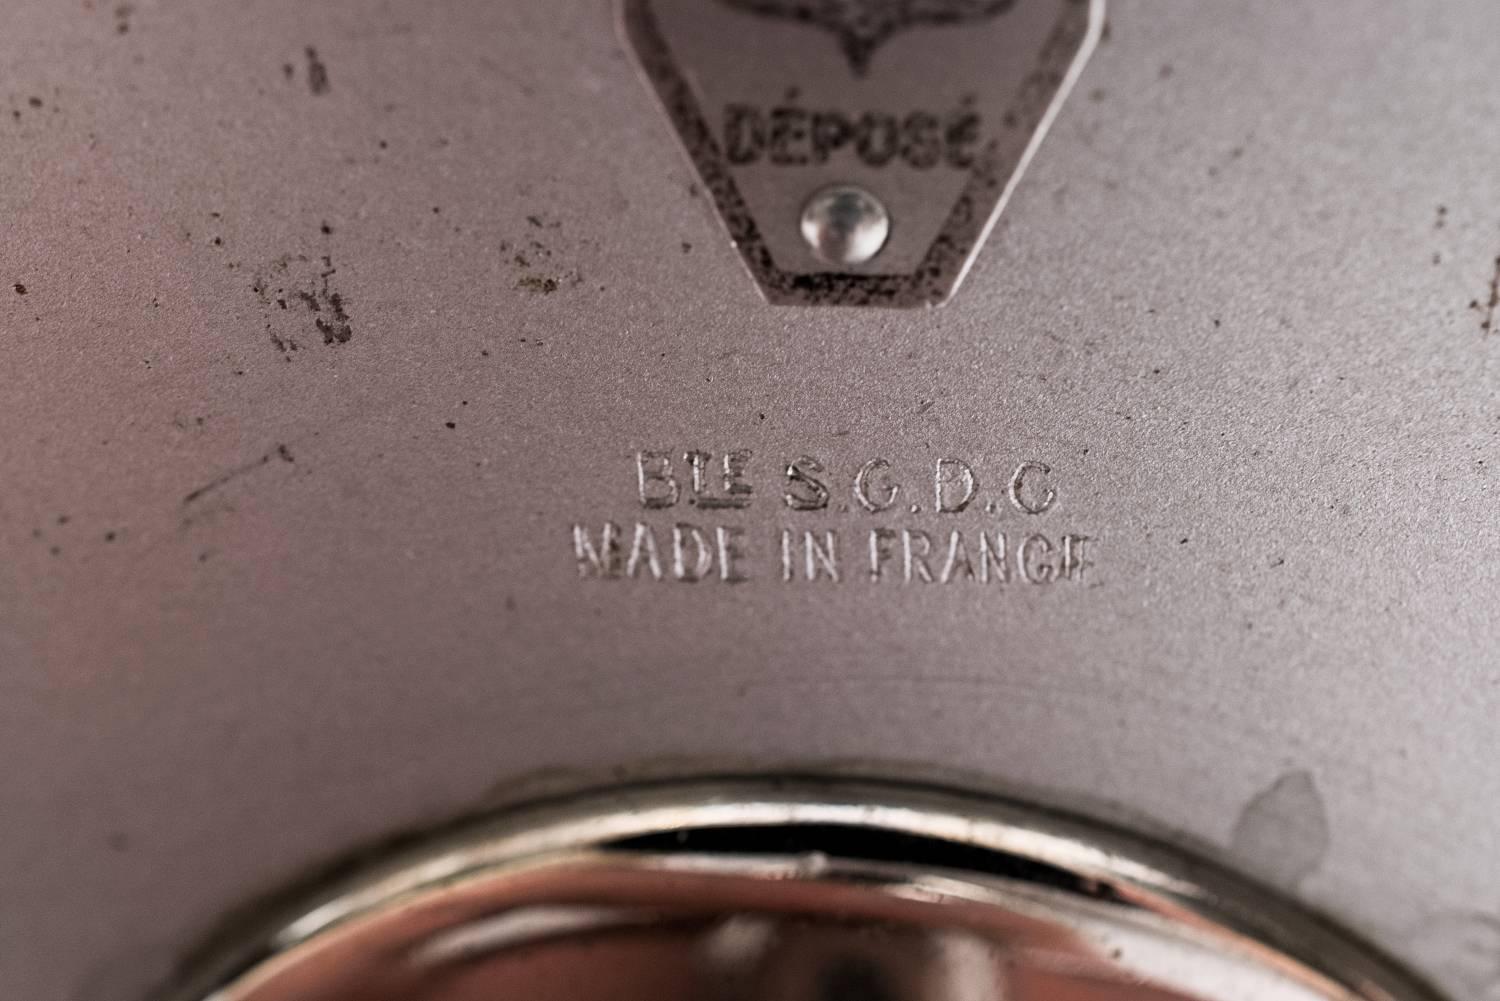 DÉPOSÉ
BTE S.G.D.G
MADE IN FRANCE